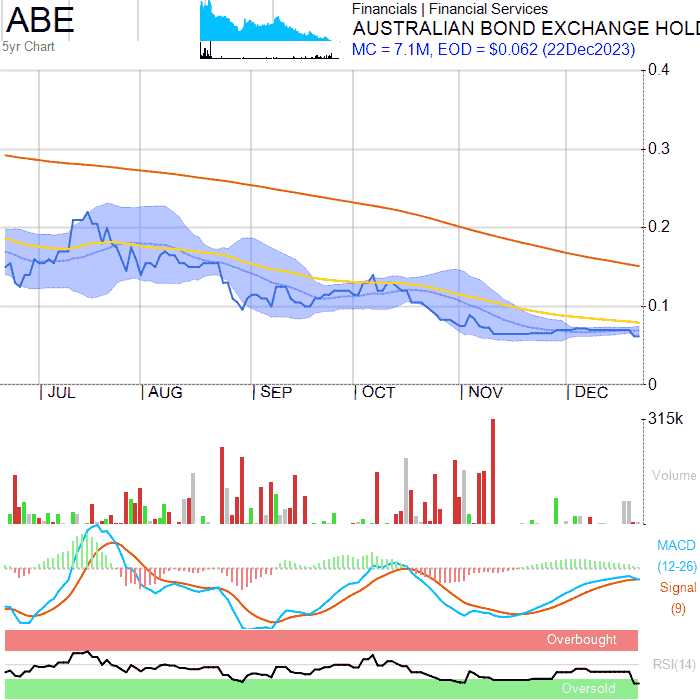 ABE
5yr Chart
Financials | Financial Services
AUSTRALIAN BOND EXCHANGE HOLD
MC = 7.1M, EOD = $0.062 (22Dec2023)
0.4
0.3
0.2
0.1
0
JUL AUG SEP OCT NOV DEC
315k
Volume
MACD
(12-26)
Signal
(9)
Overbought
RSI(14)
Oversold